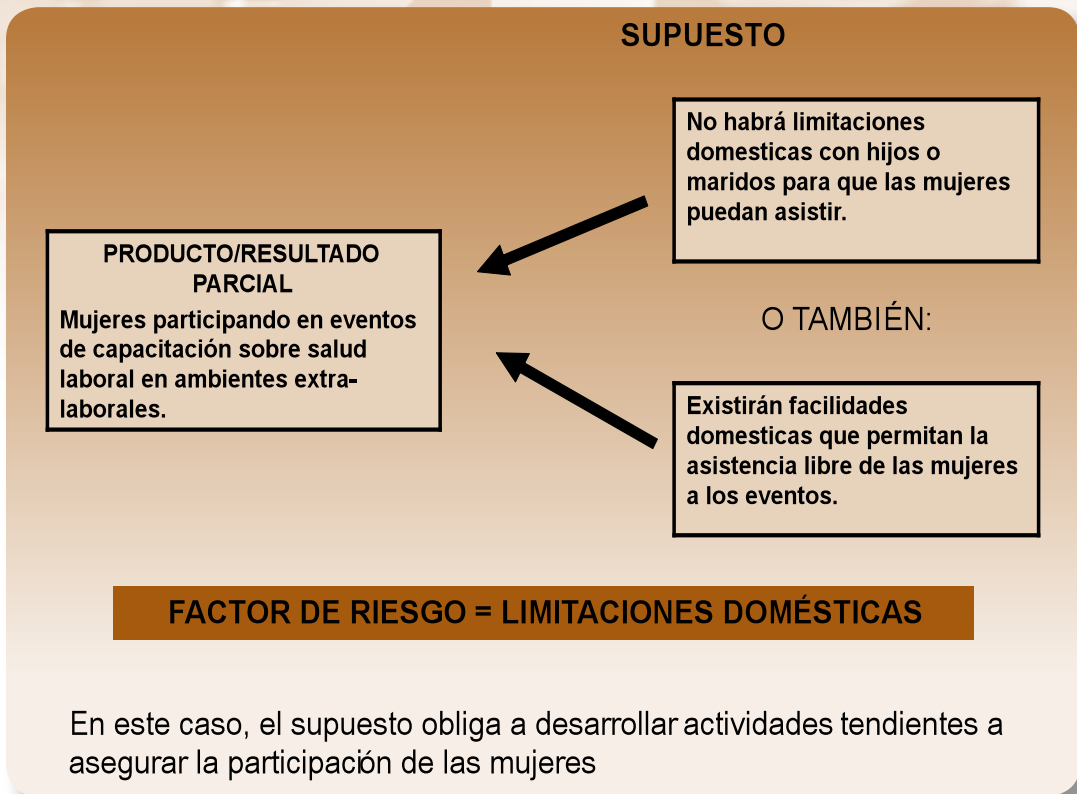 SUPUESTO
No habrá limitaciones
domesticas con hijos o
maridos para que las mujeres
puedan asistir.
PRODUCTO/RESULTADO
PARCIAL
Mujeres participando en eventos
de capacitación sobre salud
laboral en ambientes extra-
laborales.
O TAMBIÉN:
Existirán facilidades
domesticas que permitan la
asistencia libre de las mujeres
a los eventos.
FACTOR DE RIESGO = LIMITACIONES DOMÉSTICAS
En este caso, el supuesto obliga a desarrollar actividades tendientes a
asegurar la participación de las mujeres